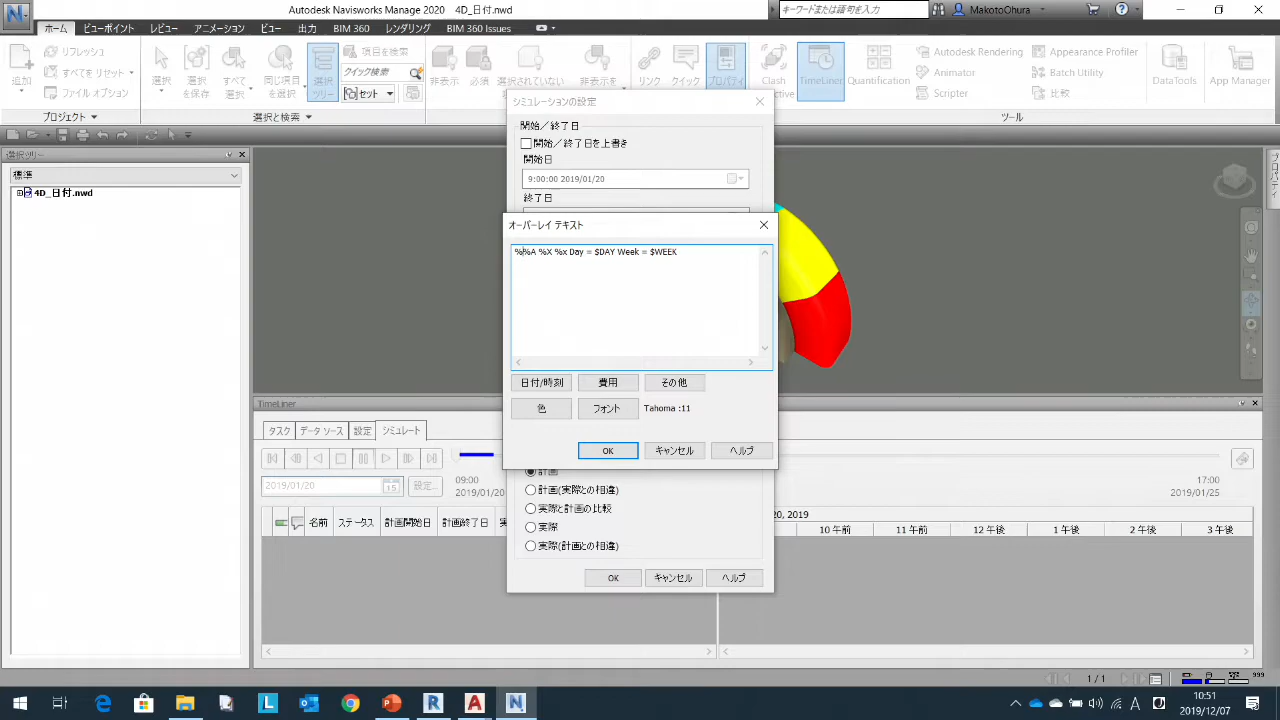 Autodesk Navisworks Manage 2020 4D_日付.nwd
キーワードまたは語句を入力
MakotoOhura
ホーム ビューポイント レビュー アニメーション ビュー 出力 BIM 360 レンダリング BIM 360 Issues
追加 リフレッシュ
すべてをリセット
ファイル オプション
選択 選択を保存 すべて選択 同じ項目を選択 選択ツリー
項目を検索
クイック検索
セット
非表示 必須 選択されていない 非表示を リンク クイック プロパティ
Clash Detective TimeLiner Quantification
Autodesk Rendering Appearance Profiler
Animator Batch Utility
Scripter 比較
DataTools App Manager
プロジェクト 選択と検索 ツール
選択ツリー
標準
4D_日付.nwd
プロパティ
シミュレーションの設定
開始/終了日
開始/終了日を上書き
開始日
9:00:00 2019/01/20
終了日
オーバーレイ テキスト
%%A %X %x Day = $DAY Week = $WEEK
日付/時刻 費用 その他
色 フォント Tahoma :11
OK キャンセル ヘルプ
計画
計画(実際との相違)
実際と計画の比較
実際
実際(計画との相違)
OK キャンセル ヘルプ
TimeLiner
タスク データ ソース 設定 シミュレート
2019/01/20 15 設定...
09:00
2019/01/20
17:00
2019/01/25
名前 ステータス 計画開始日 計画終了日 実
20, 2019
10 午前 11 午前 12 午後 1 午後 2 午後 3 午後
1 / 1
999
10:51
2019/12/07